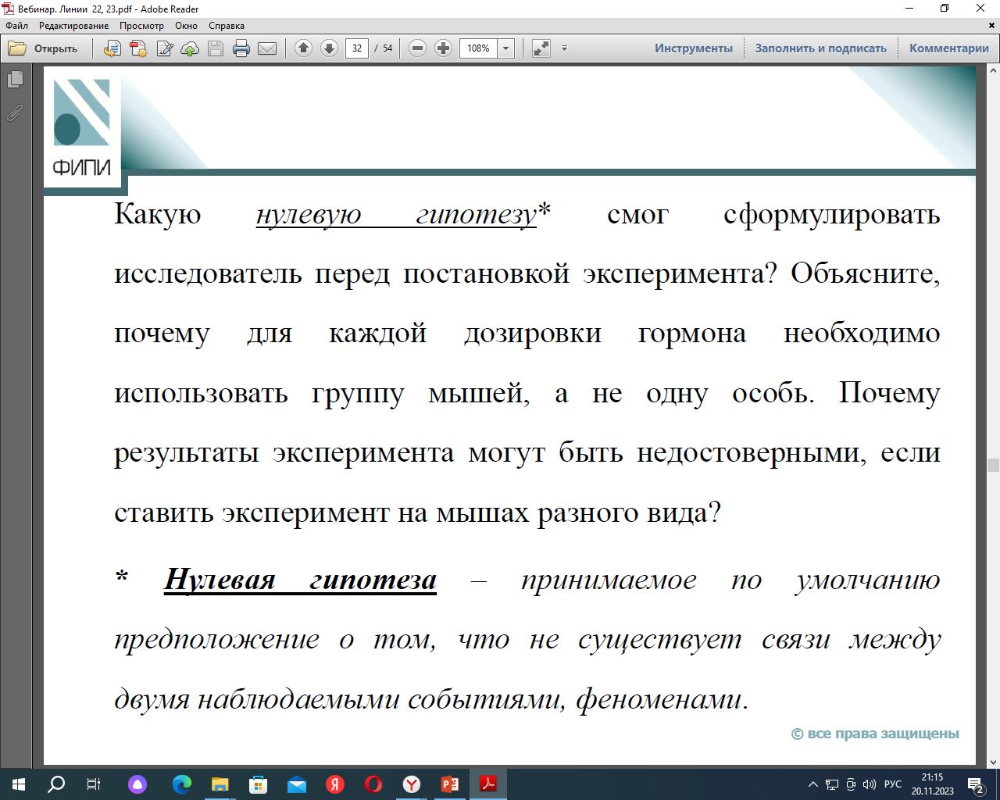 Вебинар. Линии 22, 23.pdf - Adobe Reader
Файл Редактирование Просмотр Окно Справка
Открыть 32 / 54 108% Инструменты Заполнить и подписать Комментарии
ФИПИ
Какую нулевую гипотезу* смог сформулировать
исследователь перед постановкой эксперимента? Объясните,
почему для каждой дозировки гормона необходимо
использовать группу мышей, а не одну особь. Почему
результаты эксперимента могут быть недостоверными, если
ставить эксперимент на мышах разного вида?
* Нулевая гипотеза – принимаемое по умолчанию
предположение о том, что не существует связи между
двумя наблюдаемыми событиями, феноменами.
© все права защищены
РУС
21:15
20.11.2023
2